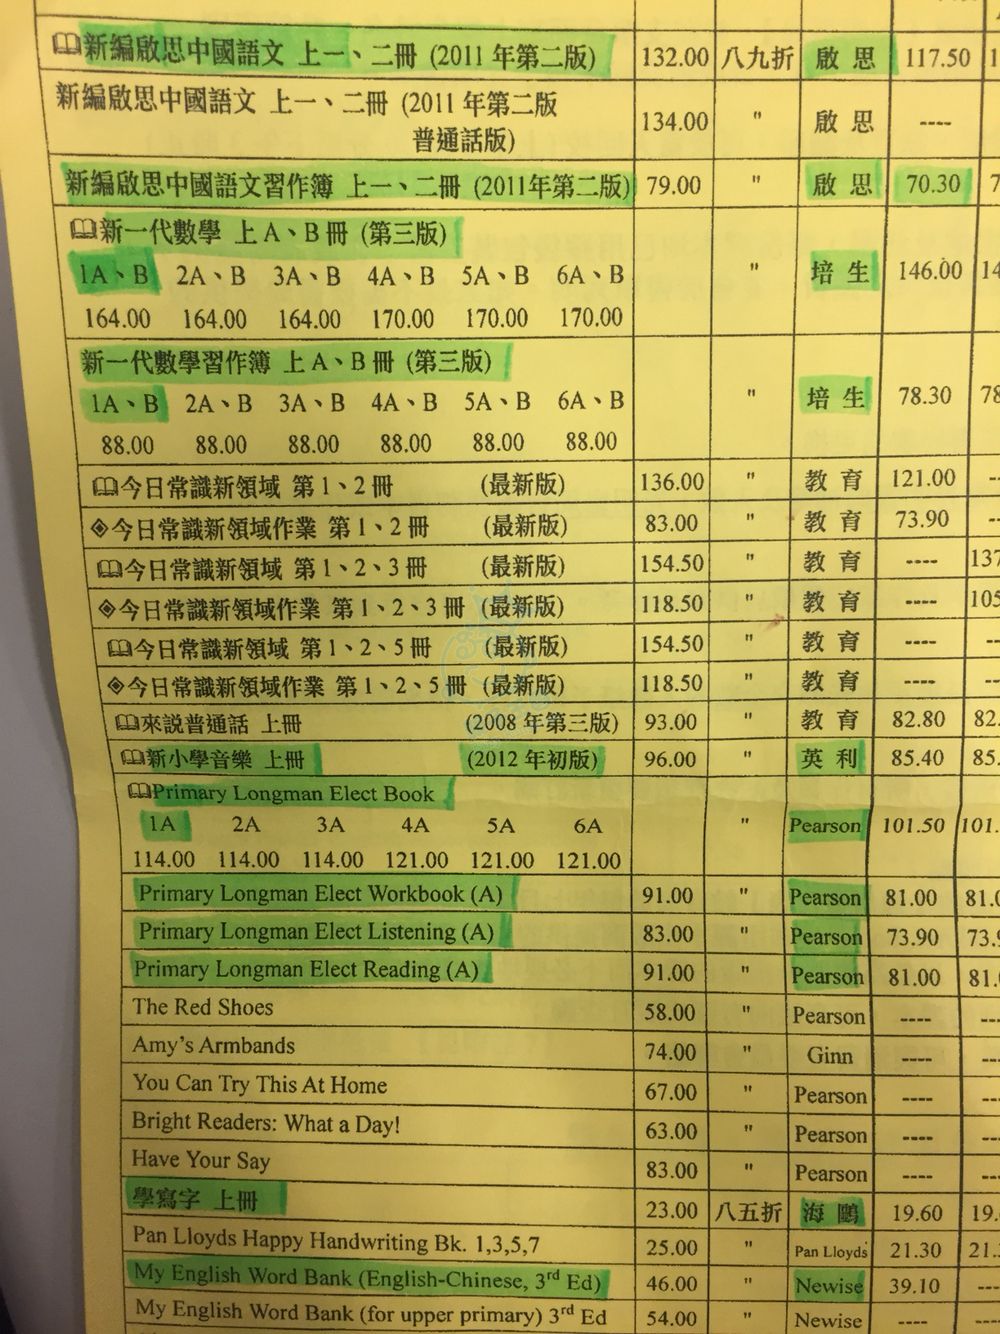 新編啟思中國語文 上一、二冊 (2011 年第二版) 132.00 八九折 啟思 117.50
新編啟思中國語文 上一、二冊 (2011 年第二版
普通話版) 134.00 " 啟思 ----
新編啟思中國語文習作簿 上一、二冊 (2011年第二版) 79.00 " 啟思 70.30
新一代數學 上 A、B 冊 (第三版)
1A、B 2A、B 3A、B 4A、B 5A、B 6A、B " 培生 146.00
164.00 164.00 164.00 170.00 170.00 170.00
新一代數學習作簿 上 A、B 冊 (第三版)
1A、B 2A、B 3A、B 4A、B 5A、B 6A、B " 培生 78.30
88.00 88.00 88.00 88.00 88.00 88.00
今日常識新領域 第 1、2 冊 (最新版) 136.00 " 教育 121.00
今日常識新領域作業 第 1、2 冊 (最新版) 83.00 " 教育 73.90
今日常識新領域 第 1、2、3 冊 (最新版) 154.50 " 教育 ---- 137
今日常識新領域作業 第 1、2、3 冊 (最新版) 118.50 " 教育 ---- 105
今日常識新領域 第 1、2、5 冊 (最新版) 154.50 " 教育 ----
今日常識新領域作業 第 1、2、5 冊 (最新版) 118.50 " 教育 ----
來説普通話 上冊 (2008 年第三版) 93.00 " 教育 82.80 82.
新小學音樂 上冊 (2012 年初版) 96.00 " 英利 85.40 85.
Primary Longman Elect Book
1A 2A 3A 4A 5A 6A " Pearson 101.50 101.
114.00 114.00 114.00 121.00 121.00 121.00
Primary Longman Elect Workbook (A) 91.00 " Pearson 81.00 81.0
Primary Longman Elect Listening (A) 83.00 " Pearson 73.90 73.9
Primary Longman Elect Reading (A) 91.00 " Pearson 81.00 81.
The Red Shoes 58.00 " Pearson ----
Amy's Armbands 74.00 " Ginn ----
You Can Try This At Home 67.00 " Pearson ----
Bright Readers: What a Day! 63.00 " Pearson ----
Have Your Say 83.00 " Pearson ----
學寫字 上冊 23.00 八五折 海鷗 19.60 19.
Pan Lloyds Happy Handwriting Bk. 1,3,5,7 25.00 " Pan Lloyds 21.30 21.
My English Word Bank (English-Chinese, 3rd Ed) 46.00 " Newise 39.10
My English Word Bank (for upper primary) 3rd Ed 54.00 " Newise ----